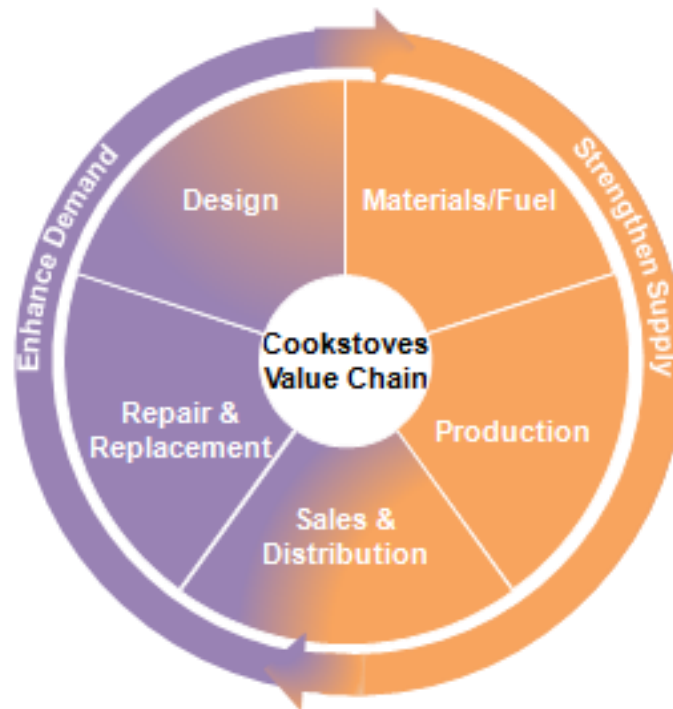 Enhance Demand
Strengthen Supply
Design
Materials/Fuel
Cookstoves
Value Chain
Repair &
Replacement
Production
Sales &
Distribution